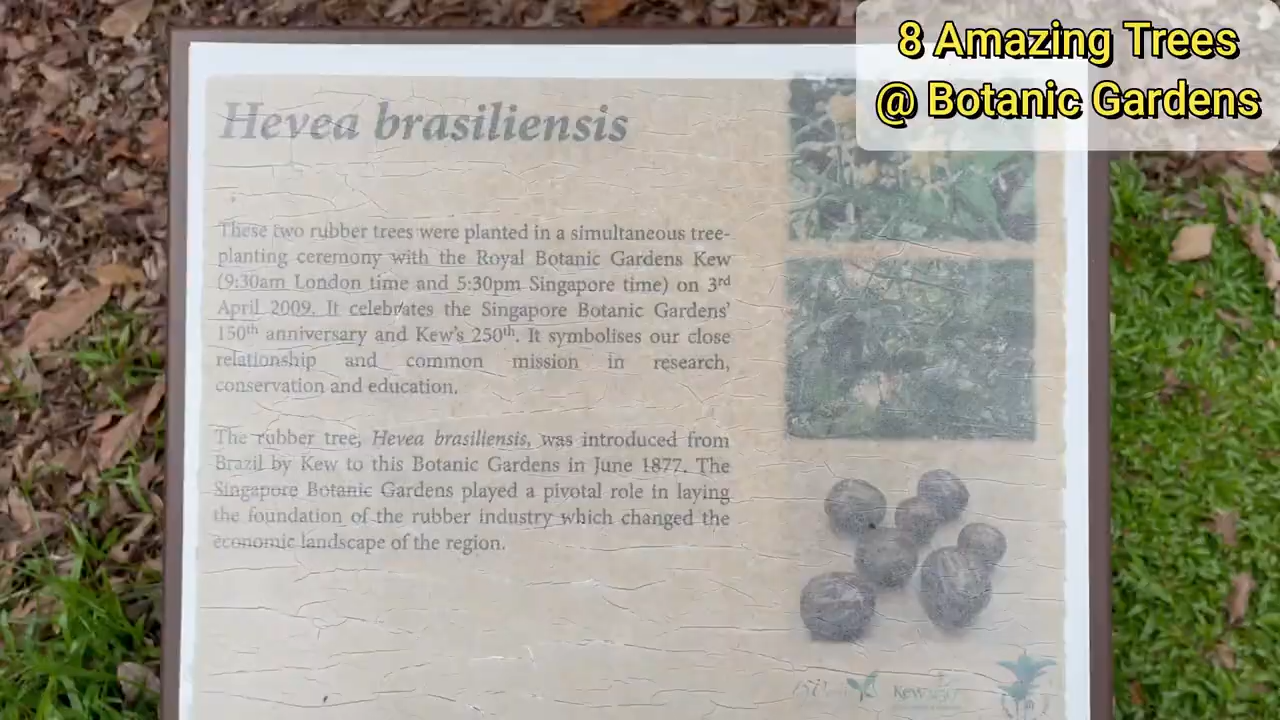 8 Amazing Trees
@ Botanic Gardens
Hevea brasiliensis
These two rubber trees were planted in a simultaneous tree-
planting ceremony with the Royal Botanic Gardens Kew
(9:30am London time and 5:30pm Singapore time) on 3rd
April 2009. It celebrates the Singapore Botanic Gardens'
150th anniversary and Kew's 250th. It symbolises our close
relationship and common mission in research,
conservation and education.
The rubber tree, Hevea brasiliensis, was introduced from
Brazil by Kew to this Botanic Gardens in June 1877. The
Singapore Botanic Gardens played a pivotal role in laying
the foundation of the rubber industry which changed the
economic landscape of the region.
Kew